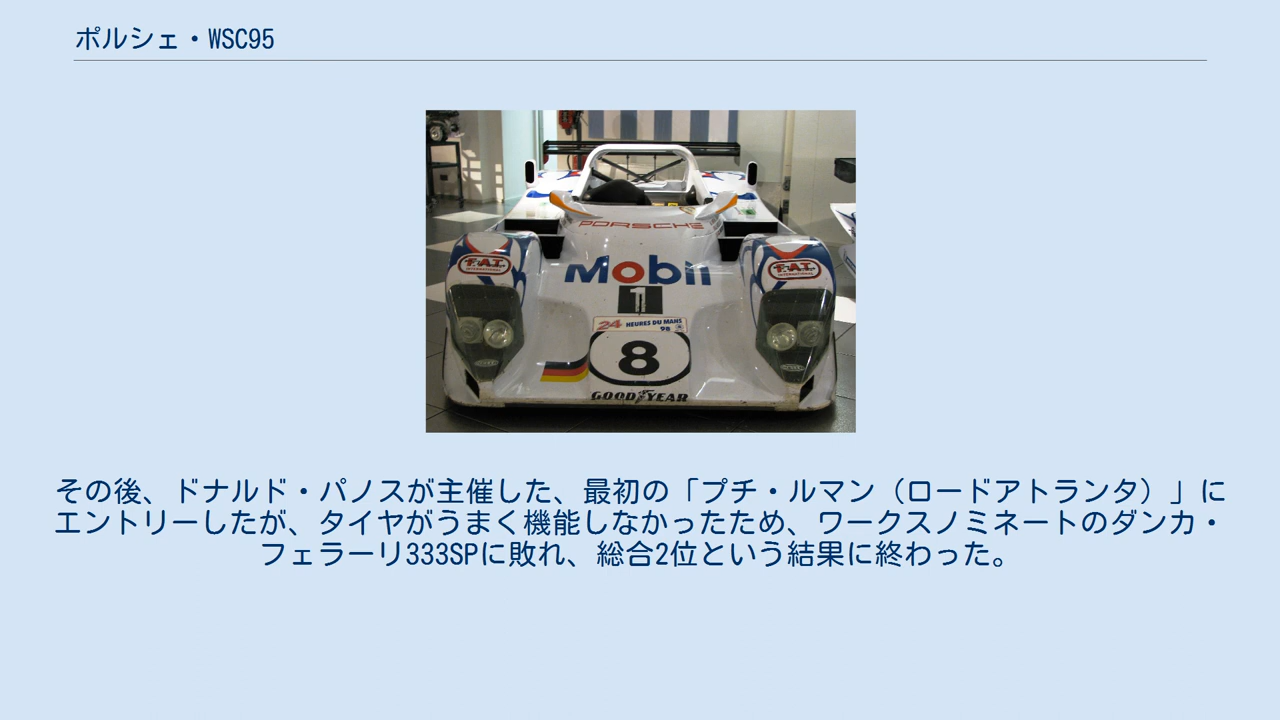 ポルシェ・WSC95
PORSCHE
F.A.T.
INTERNATIONAL
F.A.T.
INTERNATIONAL
Mobil
1
24 HEURES DU MANS
98
8
GOODYEAR
その後、ドナルド・パノスが主催した、最初の「プチ・ルマン（ロードアトランタ）」に
エントリーしたが、タイヤがうまく機能しなかったため、ワークスノミネートのダンカ・
フェラーリ333SPに敗れ、総合2位という結果に終わった。